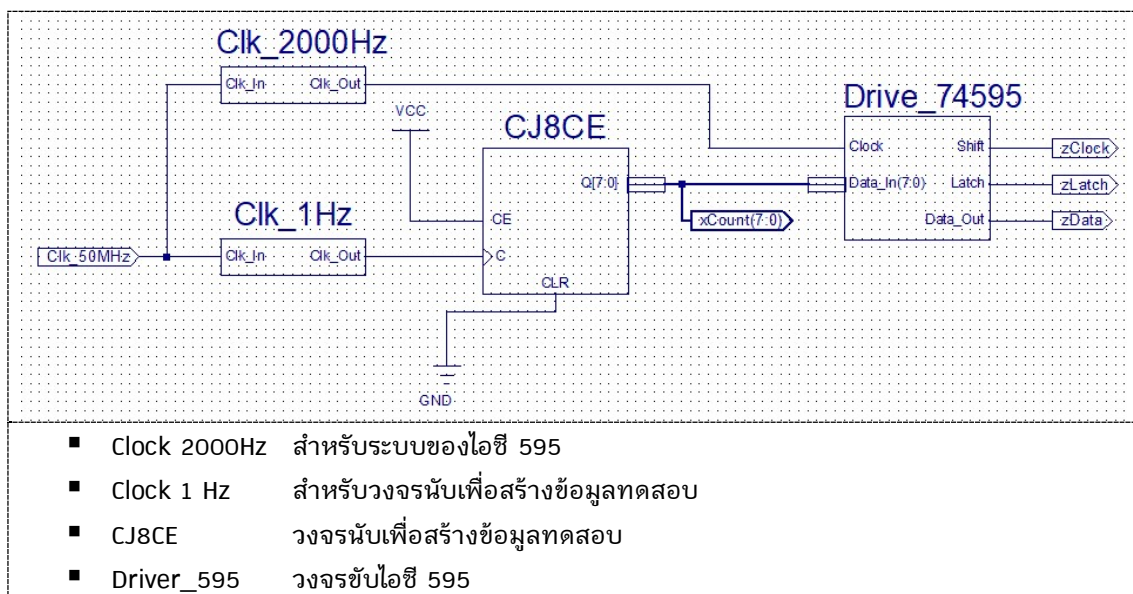 Clk_2000Hz
Clk_In Clk_Out
VCC
CJ8CE
Q[7:0]
CE
C
CLR
GND
Clk_1Hz
Clk_In Clk_Out
Clk_50MHz
xCount(7:0)
Drive_74595
Clock Shift
Data_In(7:0) Latch
Data_Out
zClock
zLatch
zData
■ Clock 2000Hz สำหรับระบบของไอซี 595
■ Clock 1 Hz สำหรับวงจรนับเพื่อสร้างข้อมูลทดสอบ
■ CJ8CE วงจรนับเพื่อสร้างข้อมูลทดสอบ
■ Driver_595 วงจรขับไอซี 595